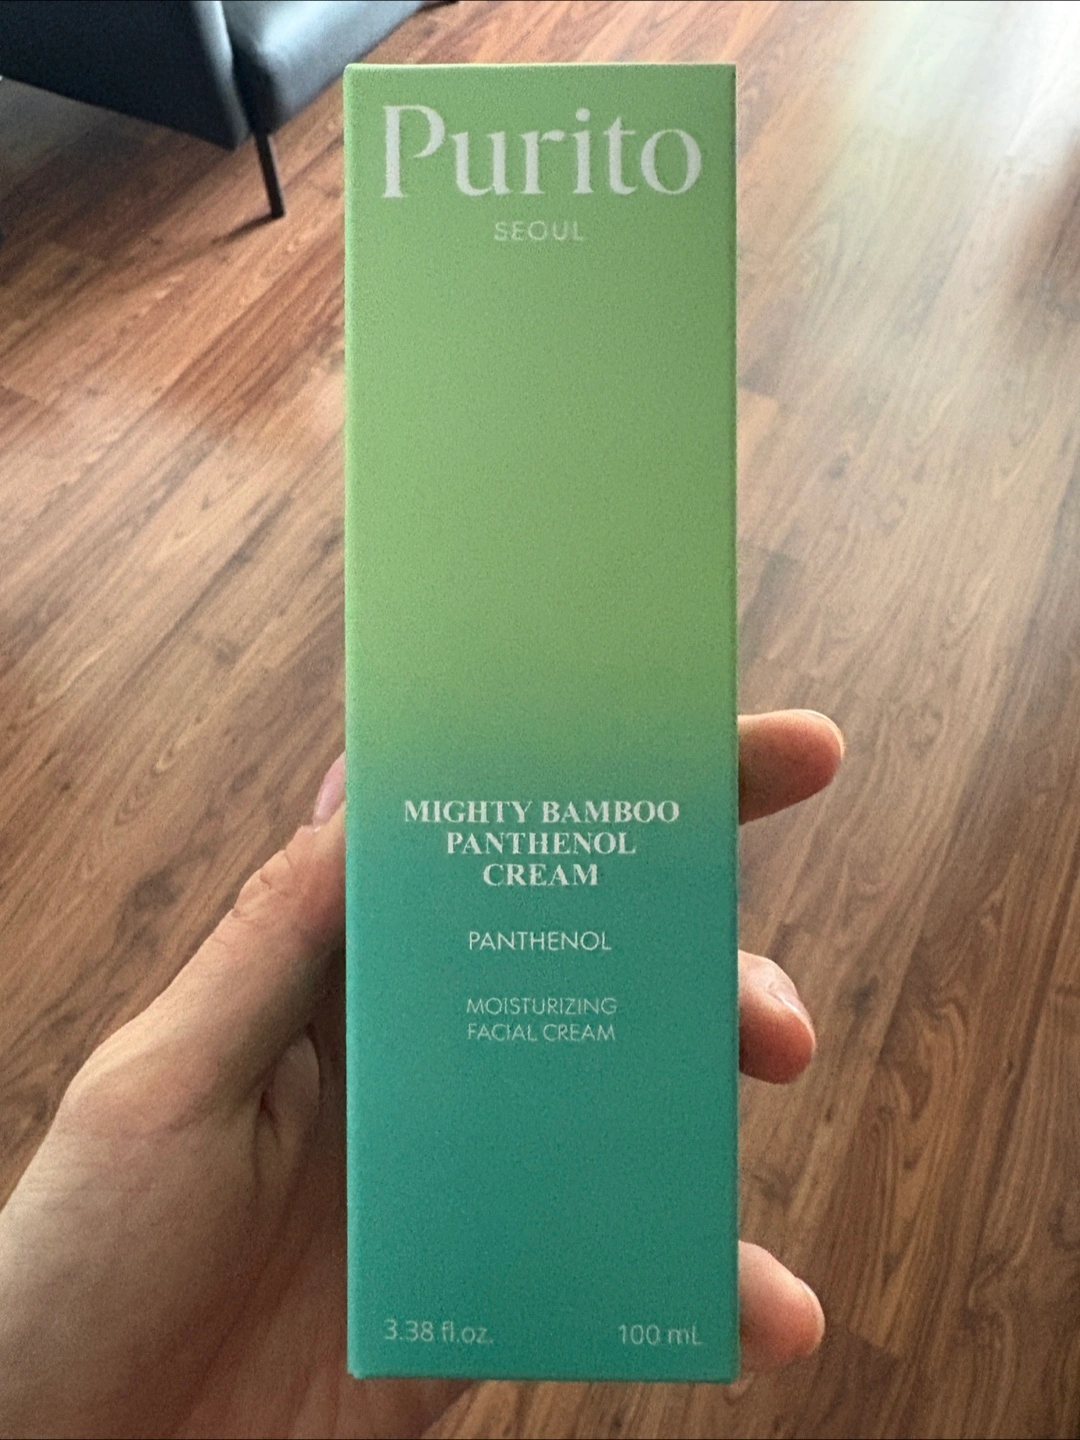 Purito
SEOUL
MIGHTY BAMBOO
PANTHENOL
CREAM
PANTHENOL
MOISTURIZING
FACIAL CREAM
3.38 fl.oz. 100 mL